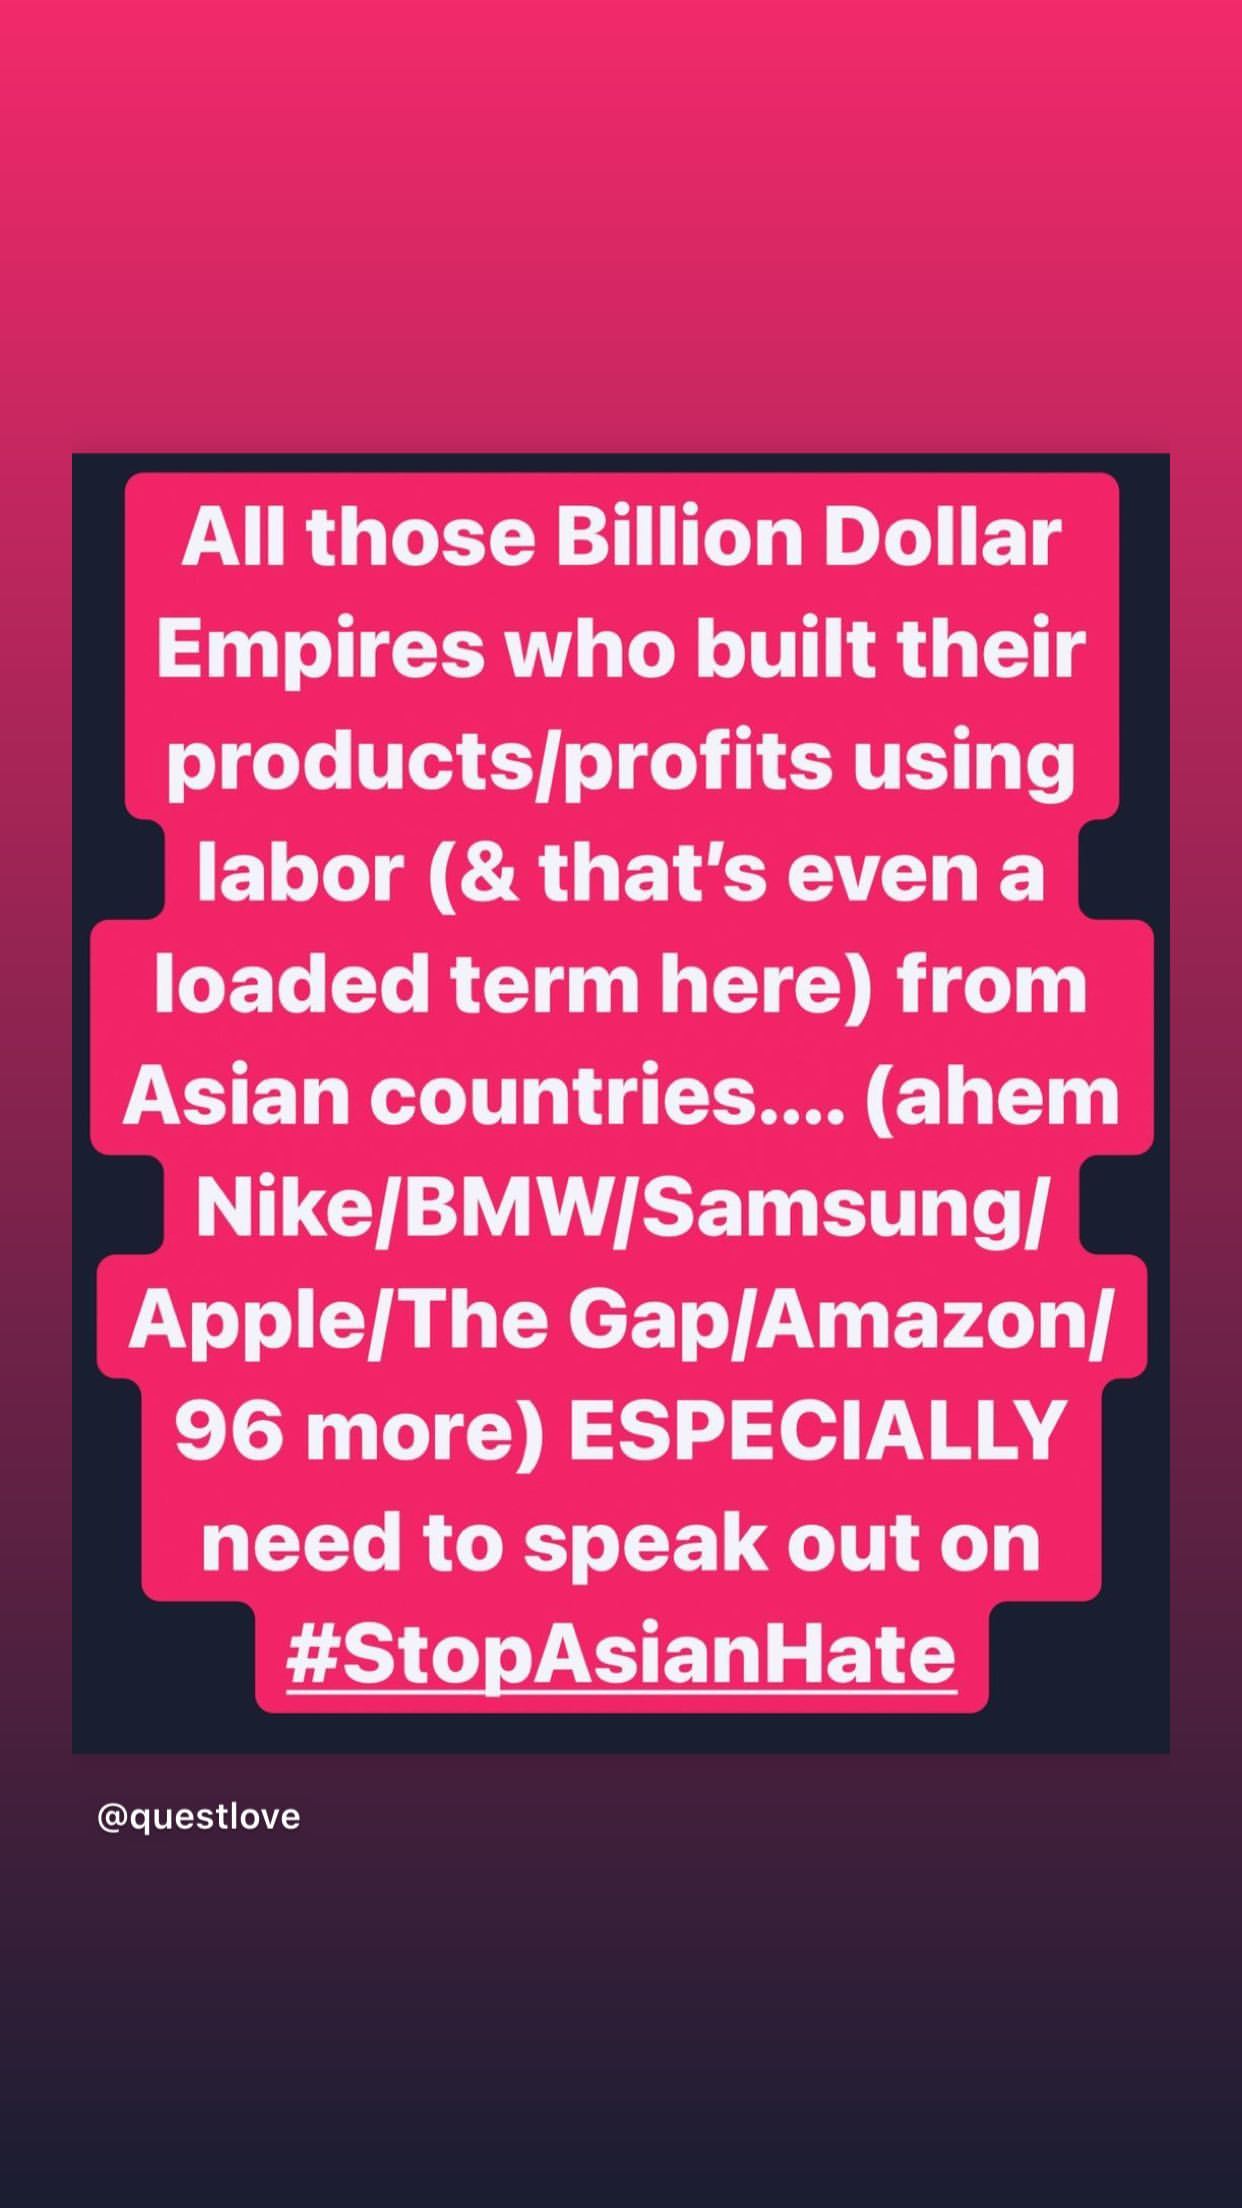 All those Billion Dollar
Empires who built their
products/profits using
labor (& that’s even a
loaded term here) from
Asian countries.... (ahem
Nike/BMW/Samsung/
Apple/The Gap/Amazon/
96 more) ESPECIALLY
need to speak out on
#StopAsianHate
@questlove